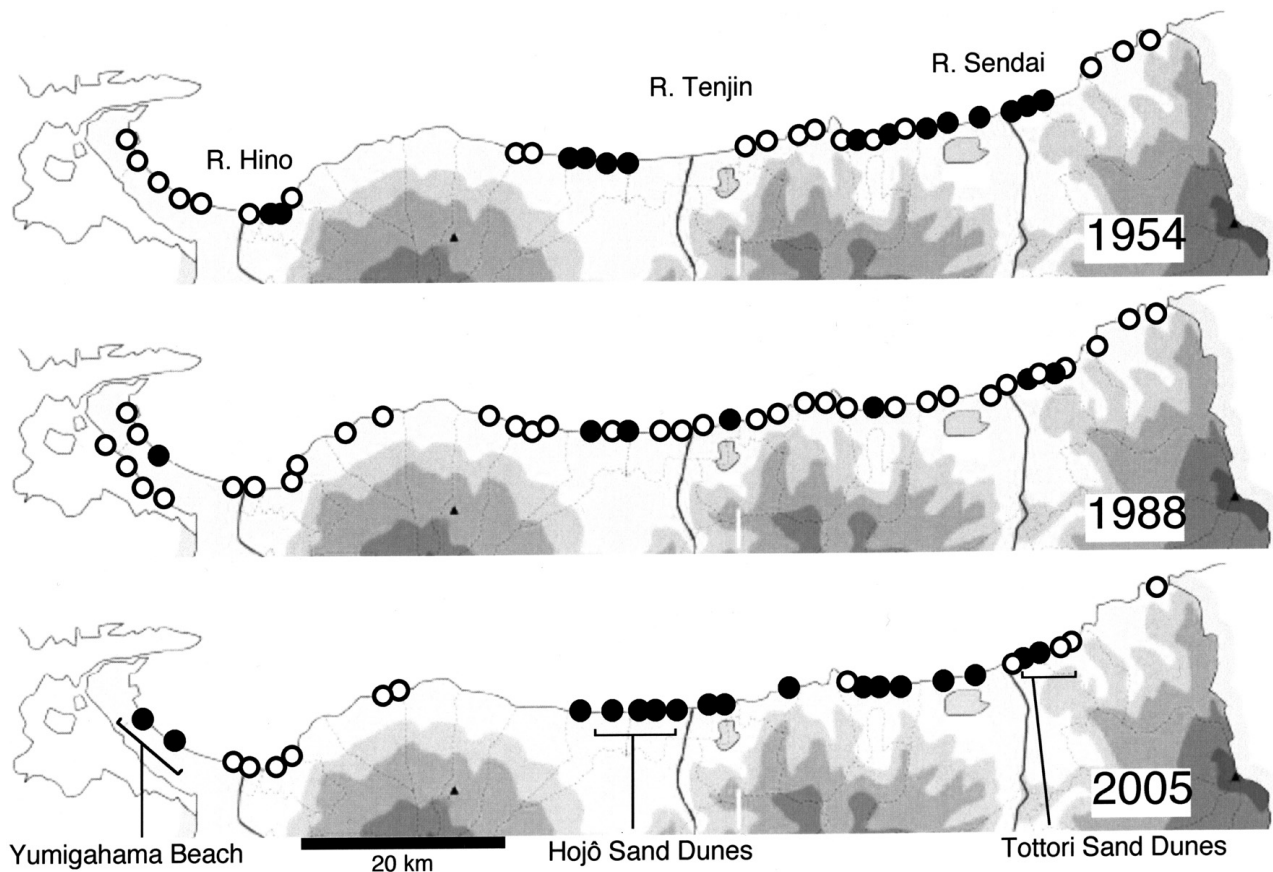 R. Hino
R. Tenjin
R. Sendai
1954
1988
2005
Yumigahama Beach
20 km
Hojô Sand Dunes
Tottori Sand Dunes